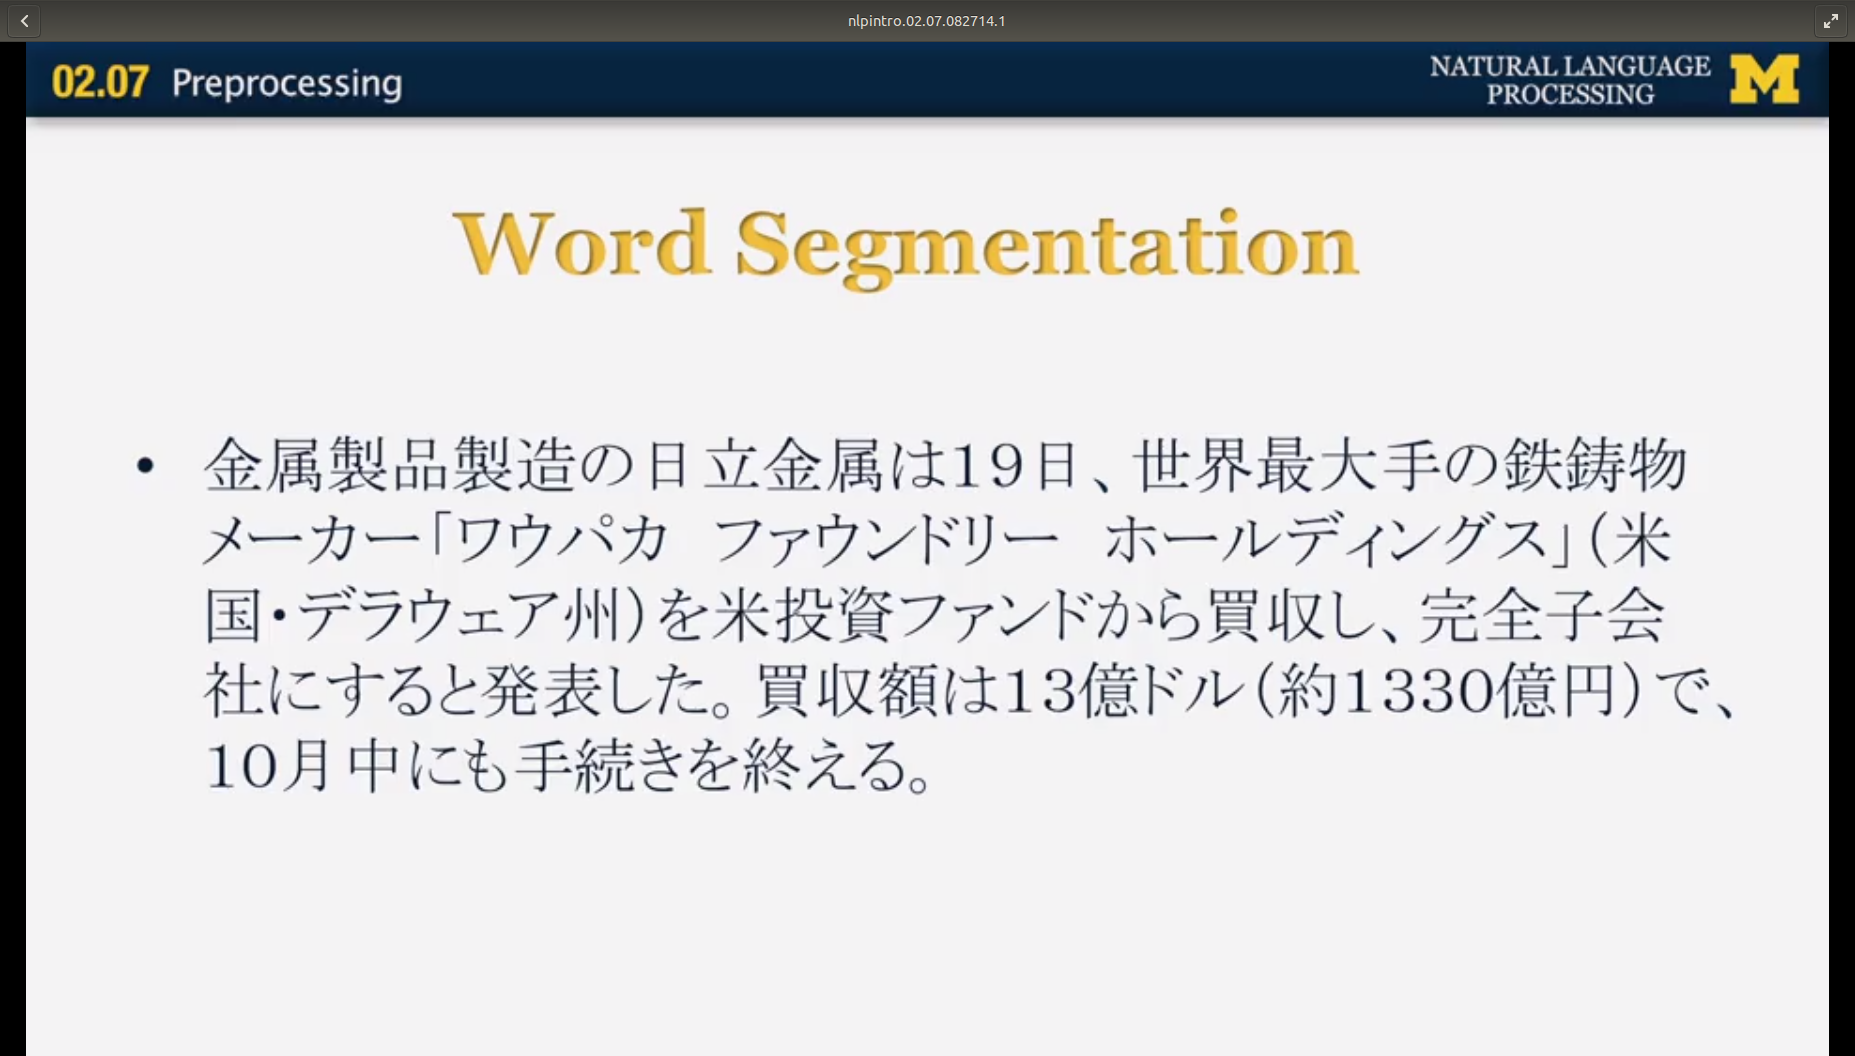 nlpintro.02.07.082714.1
02.07 Preprocessing
NATURAL LANGUAGE
PROCESSING
M
Word Segmentation
• 金属製品製造の日立金属は19日、世界最大手の鉄鋳物
メーカー「ワウパカ　ファウンドリー　ホールディングス」(米
国・デラウェア州)を米投資ファンドから買収し、完全子会
社にすると発表した。買収額は13億ドル(約1330億円)で、
10月中にも手続きを終える。